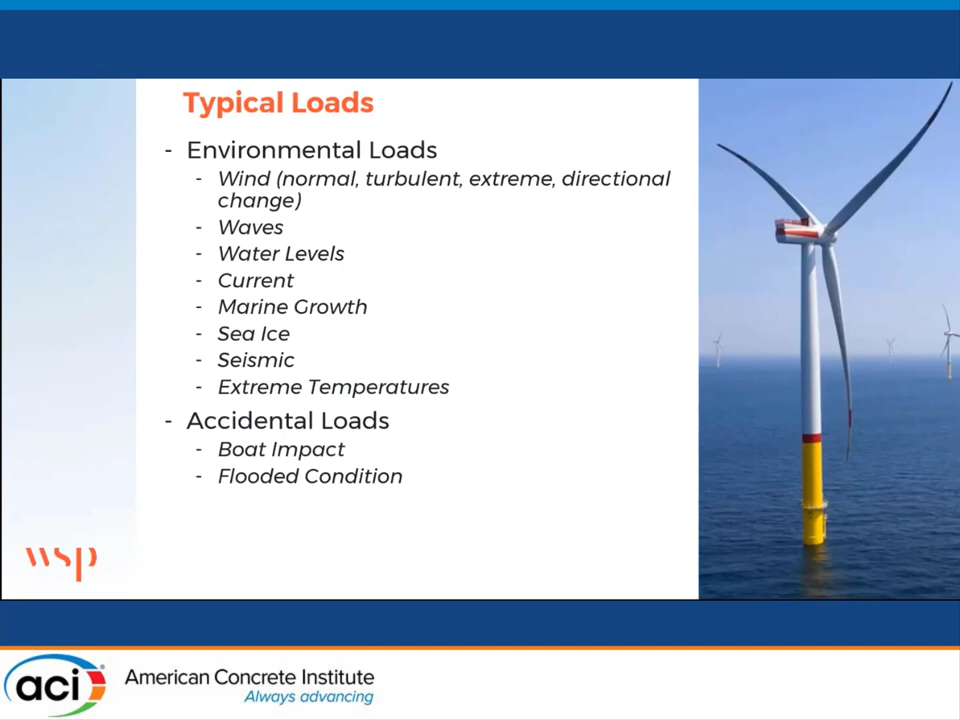 Typical Loads
- Environmental Loads
- Wind (normal, turbulent, extreme, directional
change)
- Waves
- Water Levels
- Current
- Marine Growth
- Sea Ice
- Seismic
- Extreme Temperatures
- Accidental Loads
- Boat Impact
- Flooded Condition
wsp
aci
American Concrete Institute
Always advancing